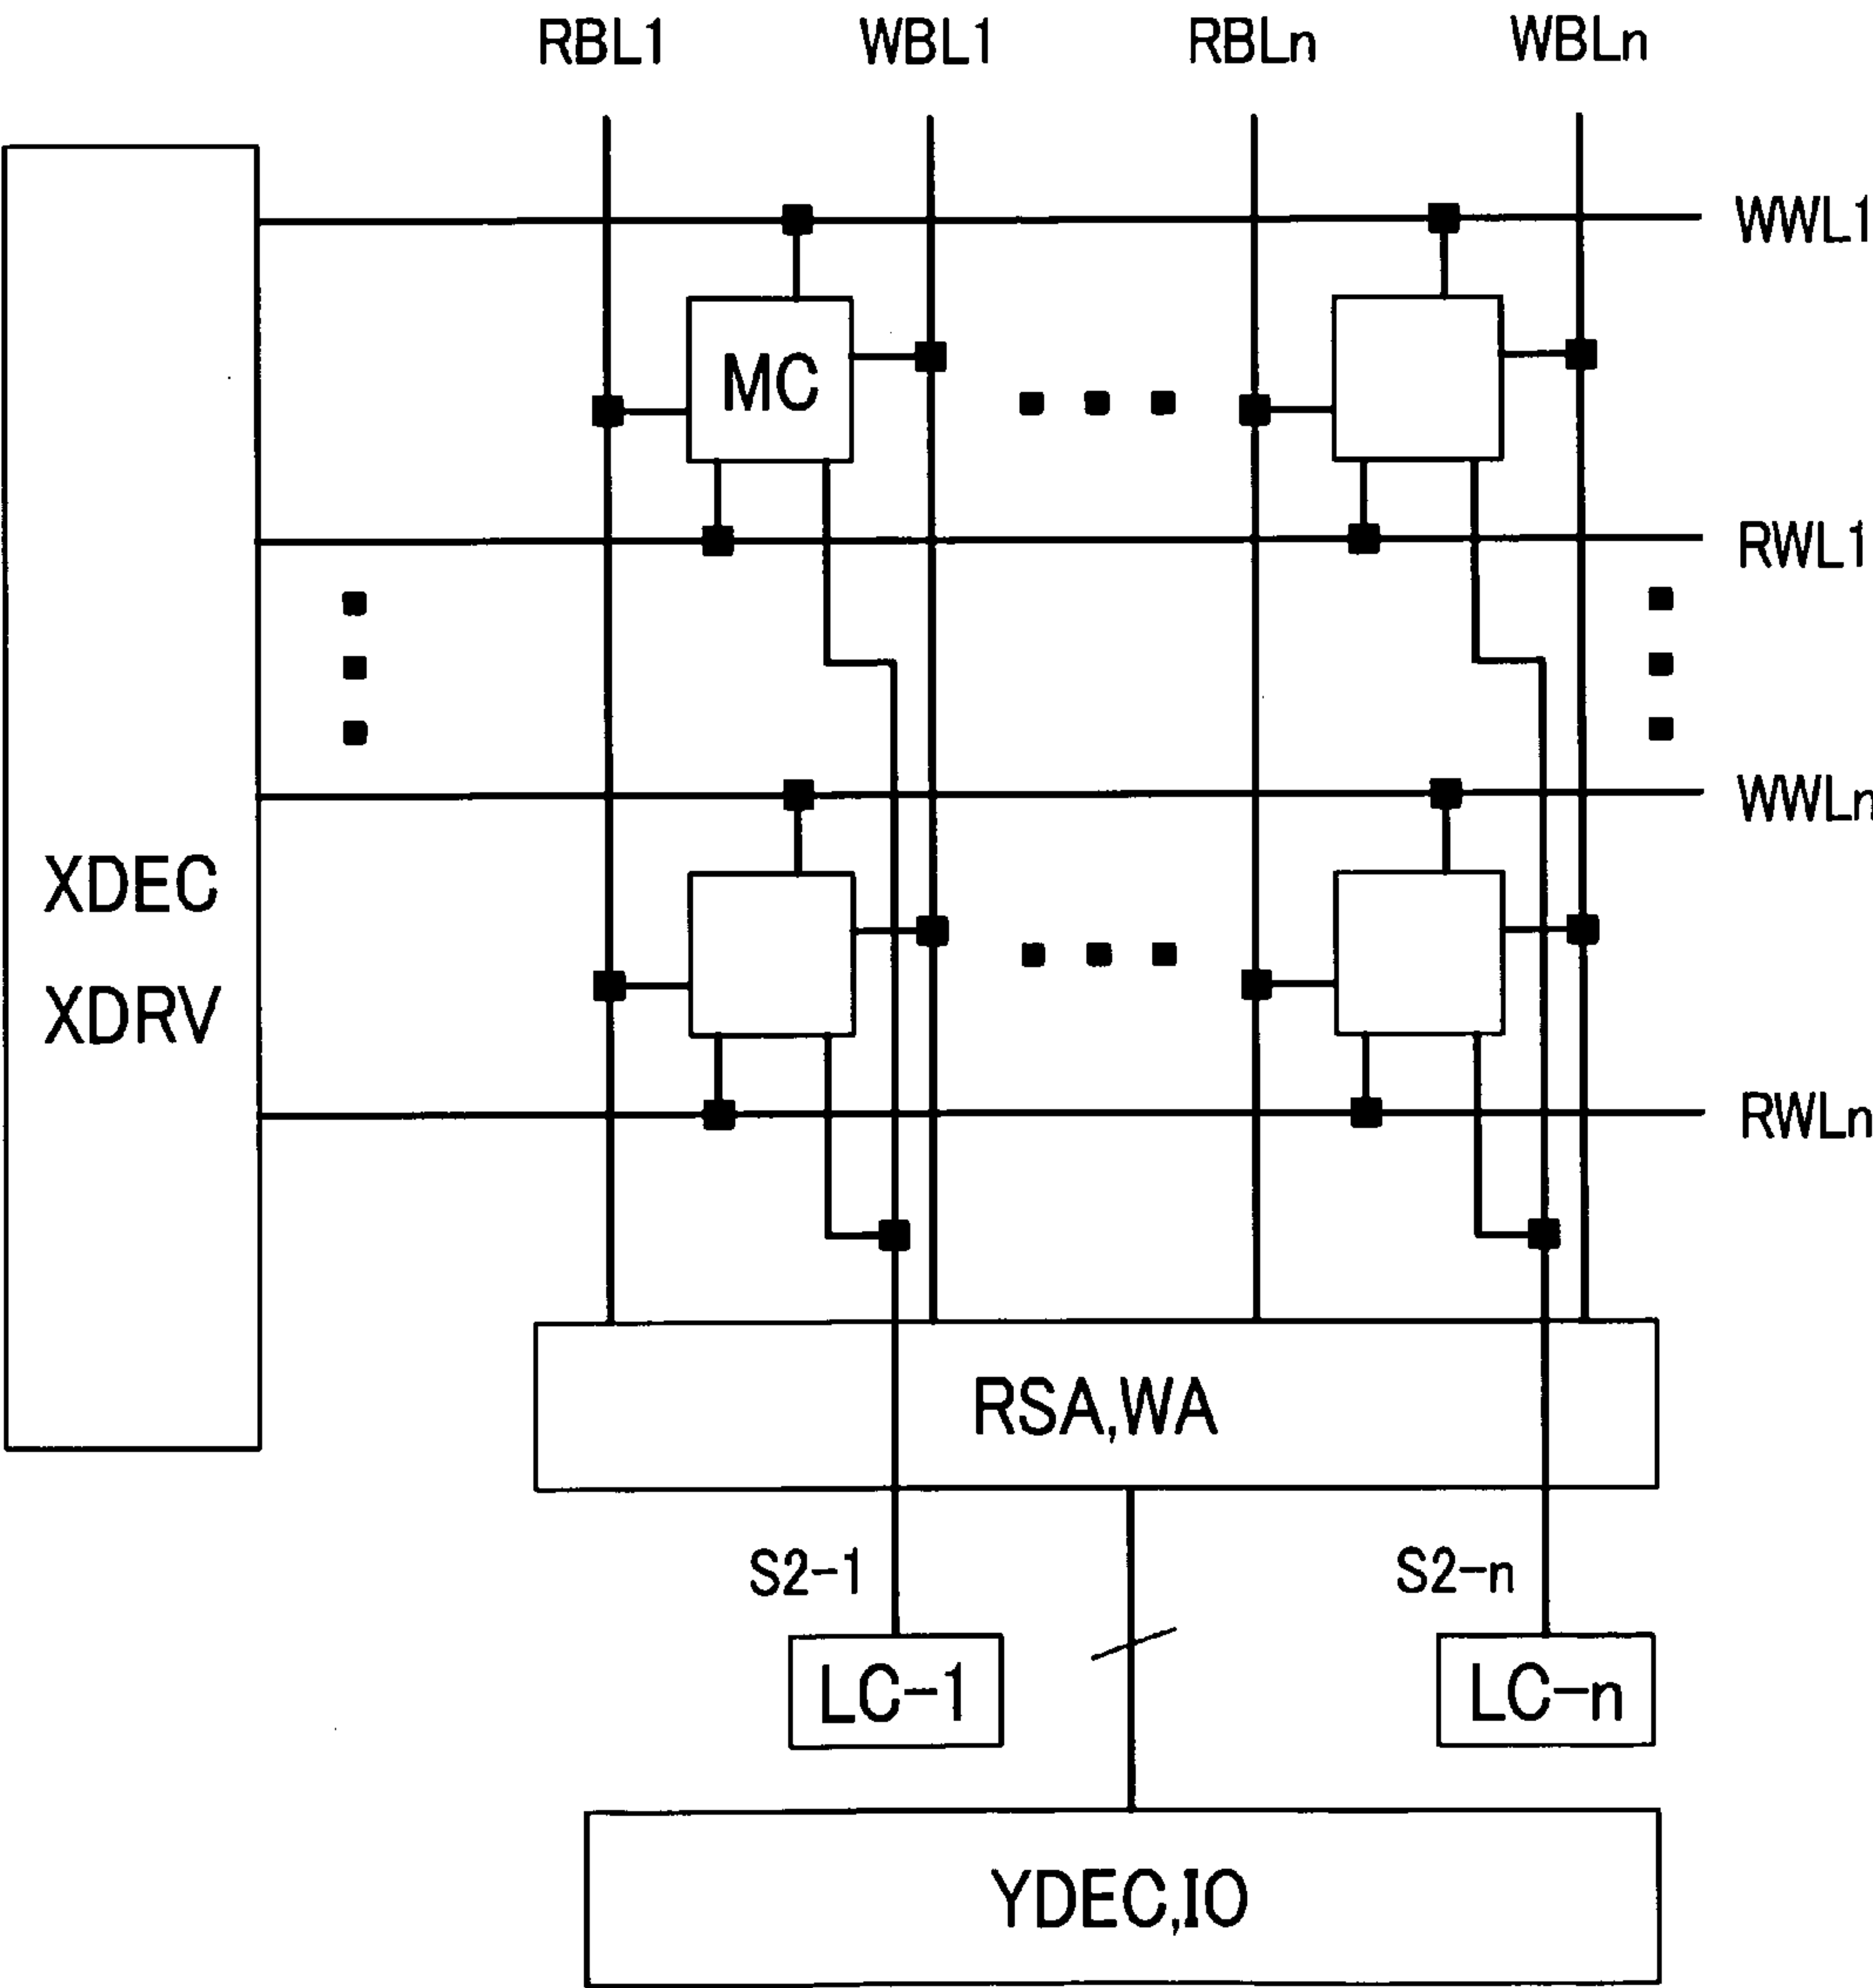 RBL1 WBL1 RBLn WBLn
WWL1
MC
RWL1
WWLn
XDEC
XDRV
RWLn
RSA,WA
S2-1 S2-n
LC-1 LC-n
YDEC,IO